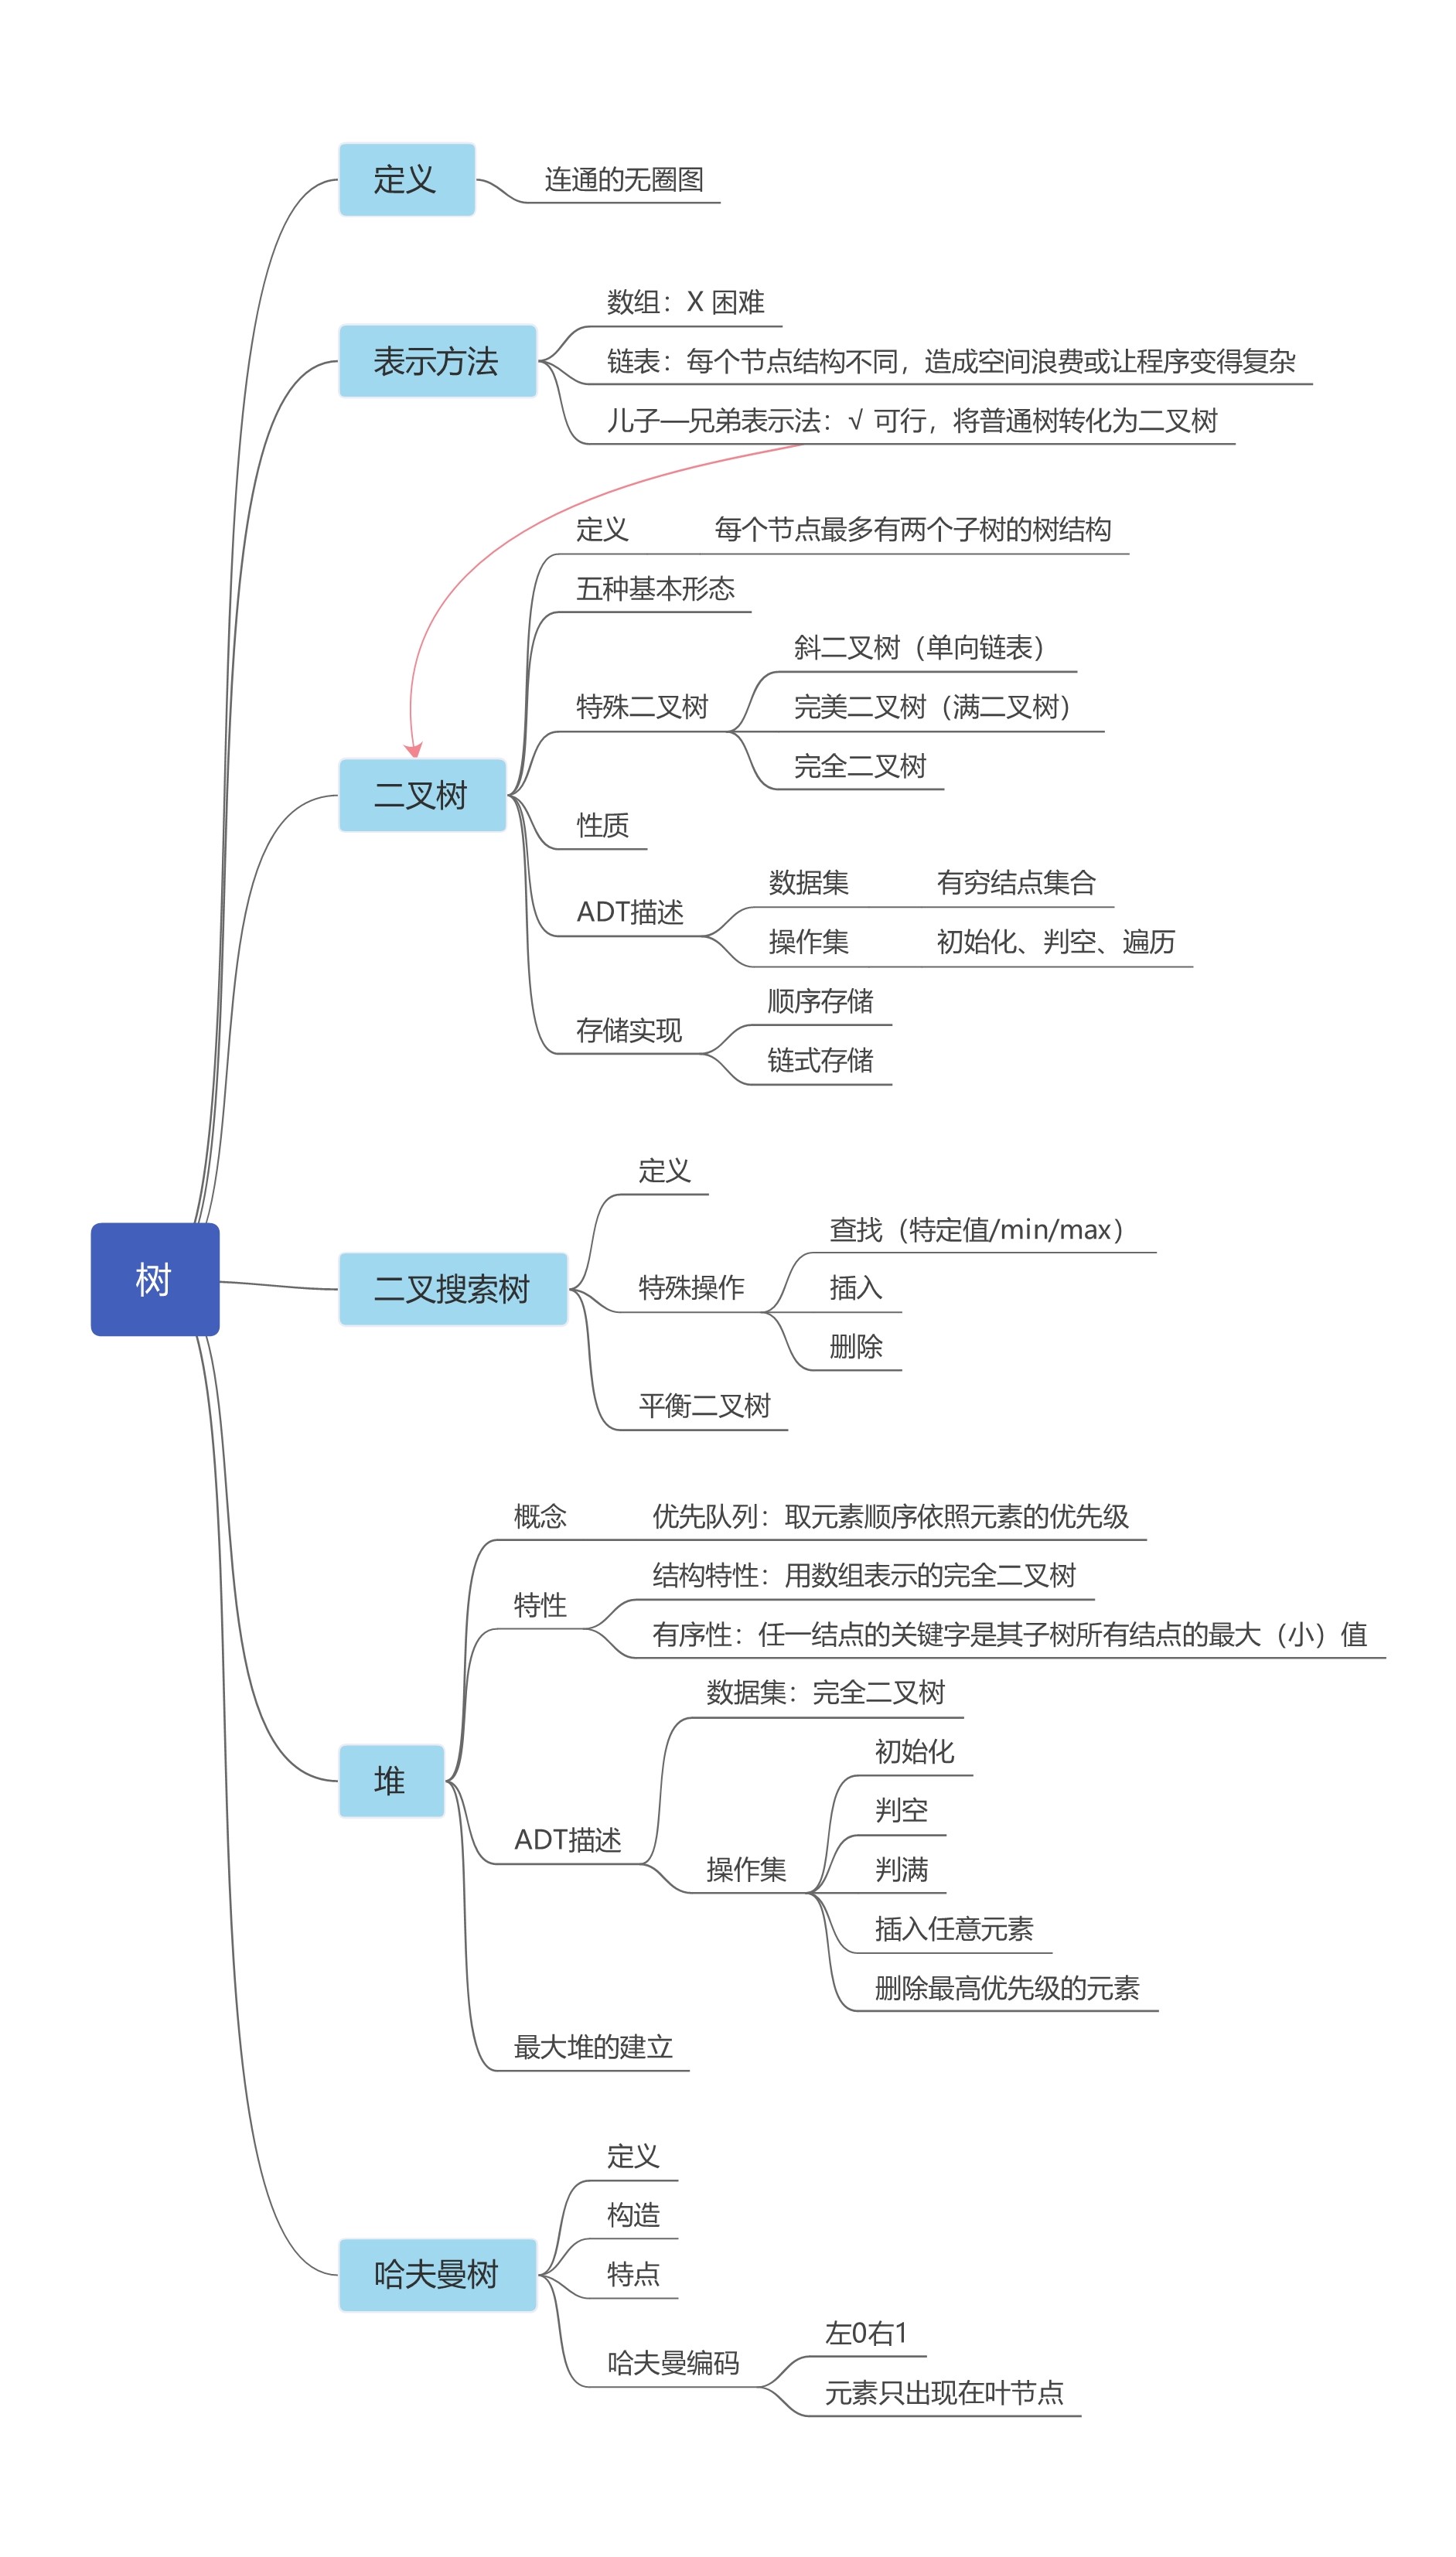 定义
连通的无圈图
表示方法
数组：X 困难
链表：每个节点结构不同，造成空间浪费或让程序变得复杂
儿子—兄弟表示法：√ 可行，将普通树转化为二叉树
二叉树
定义
每个节点最多有两个子树的树结构
五种基本形态
特殊二叉树
斜二叉树（单向链表）
完美二叉树（满二叉树）
完全二叉树
性质
ADT描述
数据集
有穷结点集合
操作集
初始化、判空、遍历
存储实现
顺序存储
链式存储
树
二叉搜索树
定义
特殊操作
查找（特定值/min/max）
插入
删除
平衡二叉树
堆
概念
优先队列：取元素顺序依照元素的优先级
特性
结构特性：用数组表示的完全二叉树
有序性：任一结点的关键字是其子树所有结点的最大（小）值
ADT描述
数据集：完全二叉树
操作集
初始化
判空
判满
插入任意元素
删除最高优先级的元素
最大堆的建立
哈夫曼树
定义
构造
特点
哈夫曼编码
左0右1
元素只出现在叶节点